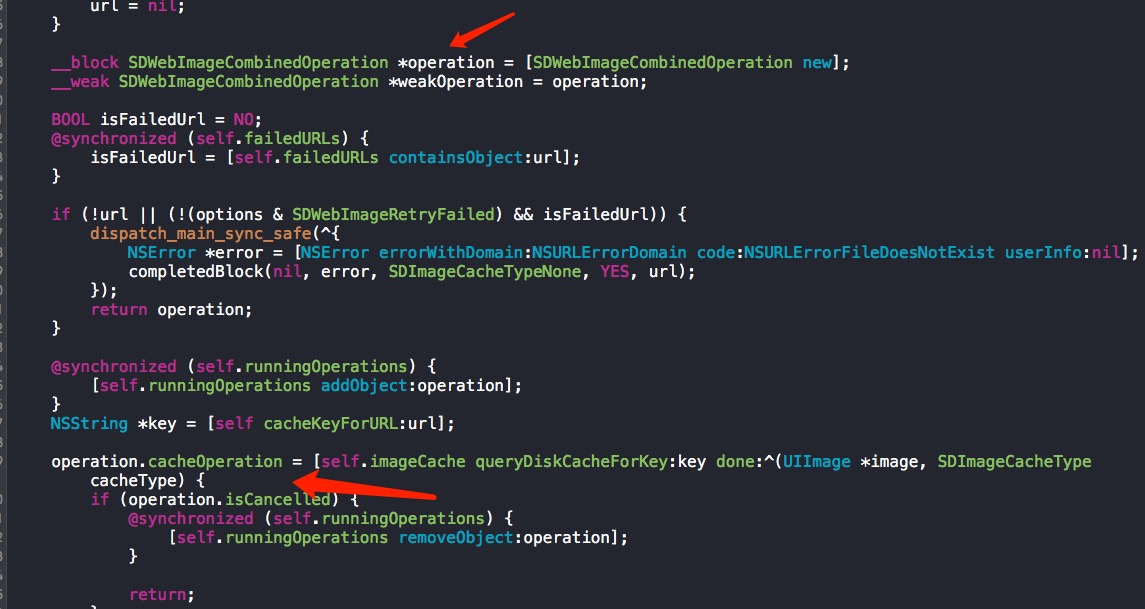 url = nil;
}
__block SDWebImageCombinedOperation *operation = [SDWebImageCombinedOperation new];
__weak SDWebImageCombinedOperation *weakOperation = operation;
BOOL isFailedUrl = NO;
@synchronized (self.failedURLs) {
isFailedUrl = [self.failedURLs containsObject:url];
}
if (!url || (!(options & SDWebImageRetryFailed) && isFailedUrl)) {
dispatch_main_sync_safe(^{
NSError *error = [NSError errorWithDomain:NSURLErrorDomain code:NSURLErrorFileDoesNotExist userInfo:nil];
completedBlock(nil, error, SDImageCacheTypeNone, YES, url);
});
return operation;
}
@synchronized (self.runningOperations) {
[self.runningOperations addObject:operation];
}
NSString *key = [self cacheKeyForURL:url];
operation.cacheOperation = [self.imageCache queryDiskCacheForKey:key done:^(UIImage *image, SDImageCacheType
cacheType) {
if (operation.isCancelled) {
@synchronized (self.runningOperations) {
[self.runningOperations removeObject:operation];
}
return;